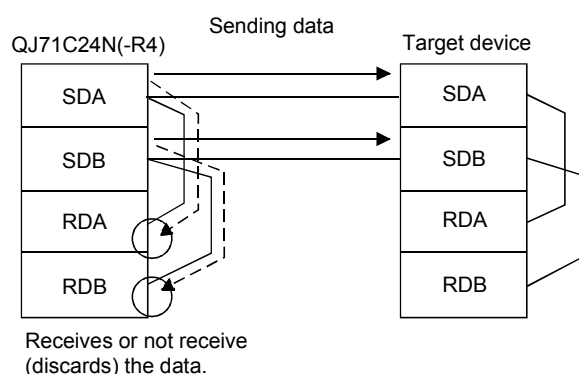 Sending data
QJ71C24N(-R4)
Target device
SDA
SDA
SDB
SDB
RDA
RDA
RDB
RDB
Receives or not receive
(discards) the data.